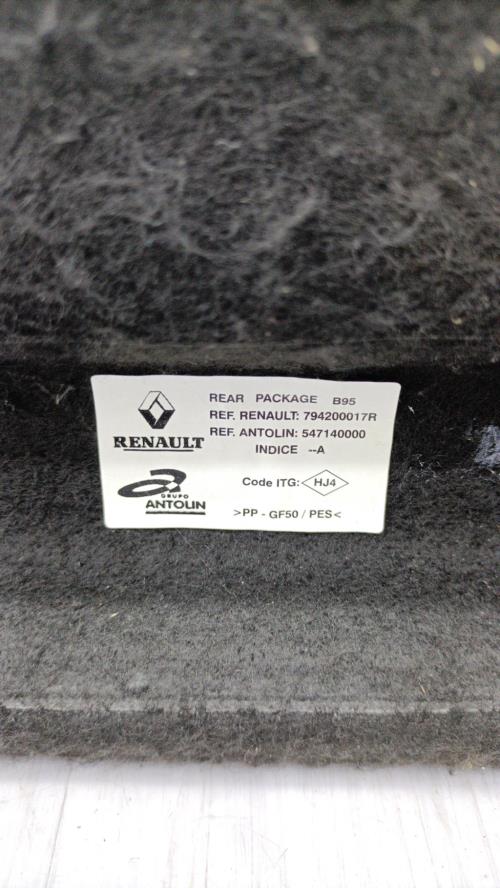 RENAULT
REAR PACKAGE B95
REF. RENAULT: 794200017R
REF. ANTOLIN: 547140000
INDICE --A
GRUPO
ANTOLIN
Code ITG: HJ4
>PP - GF50 / PES<